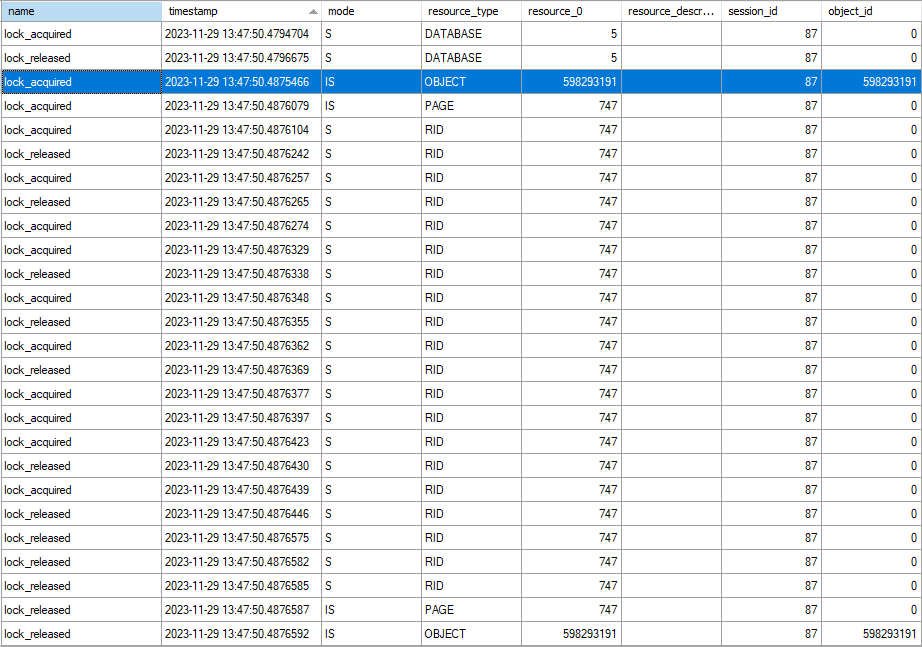 name timestamp mode resource_type resource_0 resource_descr... session_id object_id
lock_acquired 2023-11-29 13:47:50.4794704 S DATABASE 5 87 0
lock_released 2023-11-29 13:47:50.4796675 S DATABASE 5 87 0
lock_acquired 2023-11-29 13:47:50.4875466 IS OBJECT 598293191 87 598293191
lock_acquired 2023-11-29 13:47:50.4876079 IS PAGE 747 87 0
lock_acquired 2023-11-29 13:47:50.4876104 S RID 747 87 0
lock_released 2023-11-29 13:47:50.4876242 S RID 747 87 0
lock_acquired 2023-11-29 13:47:50.4876257 S RID 747 87 0
lock_released 2023-11-29 13:47:50.4876265 S RID 747 87 0
lock_acquired 2023-11-29 13:47:50.4876274 S RID 747 87 0
lock_acquired 2023-11-29 13:47:50.4876329 S RID 747 87 0
lock_released 2023-11-29 13:47:50.4876338 S RID 747 87 0
lock_acquired 2023-11-29 13:47:50.4876348 S RID 747 87 0
lock_released 2023-11-29 13:47:50.4876355 S RID 747 87 0
lock_acquired 2023-11-29 13:47:50.4876362 S RID 747 87 0
lock_released 2023-11-29 13:47:50.4876369 S RID 747 87 0
lock_acquired 2023-11-29 13:47:50.4876377 S RID 747 87 0
lock_acquired 2023-11-29 13:47:50.4876397 S RID 747 87 0
lock_acquired 2023-11-29 13:47:50.4876423 S RID 747 87 0
lock_released 2023-11-29 13:47:50.4876430 S RID 747 87 0
lock_acquired 2023-11-29 13:47:50.4876439 S RID 747 87 0
lock_released 2023-11-29 13:47:50.4876446 S RID 747 87 0
lock_released 2023-11-29 13:47:50.4876575 S RID 747 87 0
lock_released 2023-11-29 13:47:50.4876582 S RID 747 87 0
lock_released 2023-11-29 13:47:50.4876585 S RID 747 87 0
lock_released 2023-11-29 13:47:50.4876587 IS PAGE 747 87 0
lock_released 2023-11-29 13:47:50.4876592 IS OBJECT 598293191 87 598293191